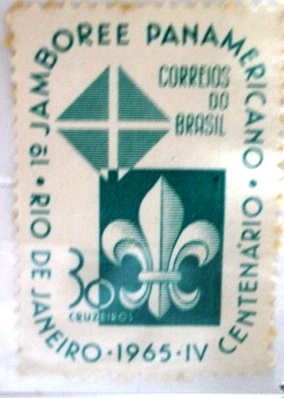 1º JAMBOREE PANAMERICANO • RIO DE JANEIRO • 1965 • IV CENTENÁRIO •
CORREIOS
DO
BRASIL
30
CRUZEIROS